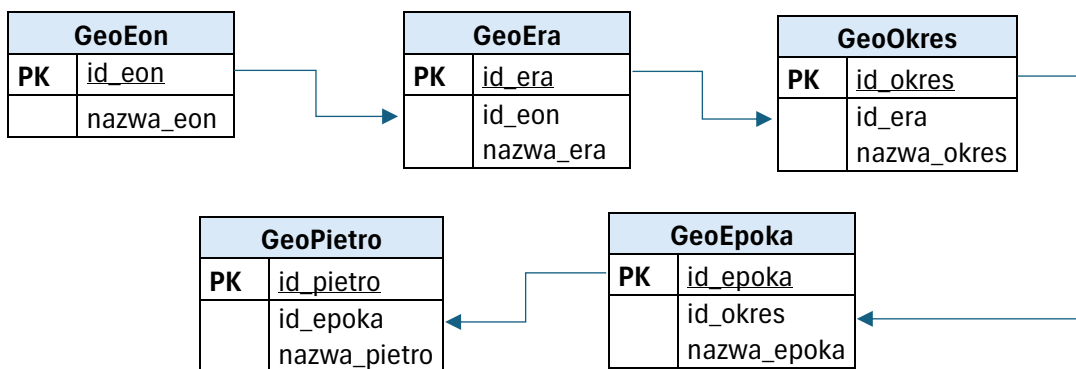 GeoEon
PK id_eon
nazwa_eon
GeoEra
PK id_era
id_eon
nazwa_era
GeoOkres
PK id_okres
id_era
nazwa_okres
GeoPietro
PK id_pietro
id_epoka
nazwa_pietro
GeoEpoka
PK id_epoka
id_okres
nazwa_epoka